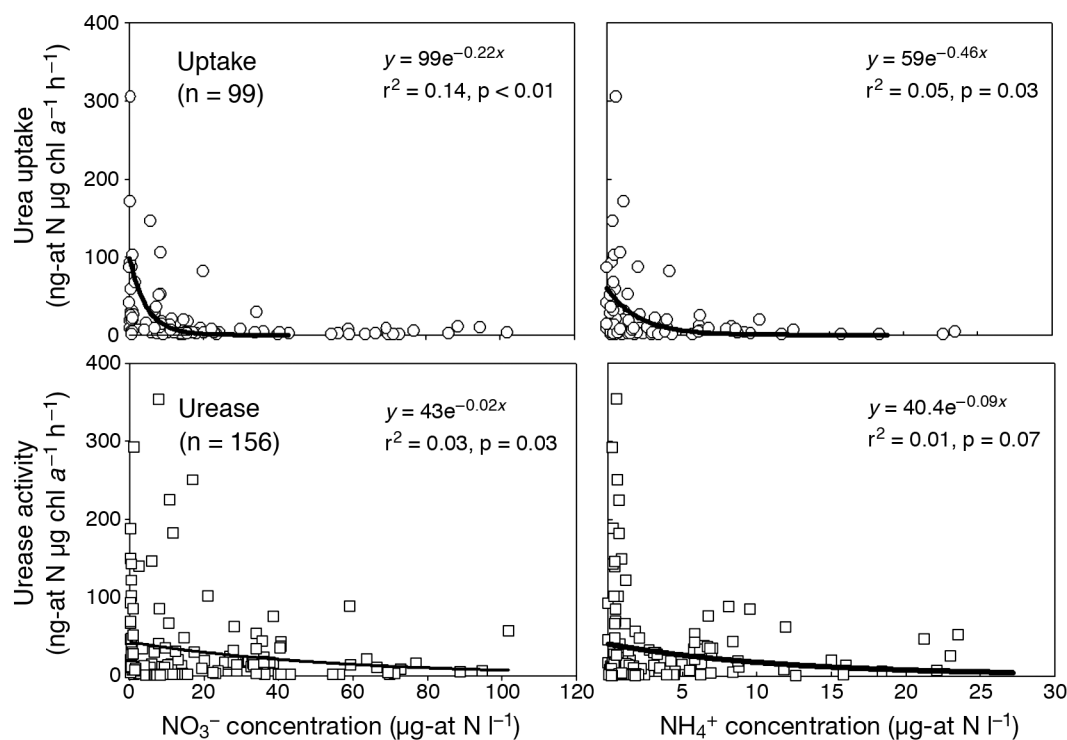 Urea uptake
(ng-at N µg chl a⁻¹ h⁻¹)
400
300
200
100
0
Uptake
(n = 99)
y = 99e⁻⁰·²²ˣ
r² = 0.14, p < 0.01
y = 59e⁻⁰·⁴⁶ˣ
r² = 0.05, p = 0.03
Urease activity
(ng-at N µg chl a⁻¹ h⁻¹)
400
300
200
100
0
Urease
(n = 156)
y = 43e⁻⁰·⁰²ˣ
r² = 0.03, p = 0.03
y = 40.4e⁻⁰·⁰⁹ˣ
r² = 0.01, p = 0.07
0 20 40 60 80 100 120
5 10 15 20 25 30
NO₃⁻ concentration (µg-at N l⁻¹)
NH₄⁺ concentration (µg-at N l⁻¹)